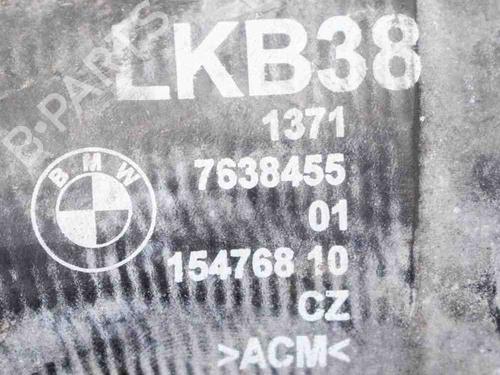 LKB38
1371
7638455
01
154768 10
CZ
>ACM<
BMW
B-PARTS